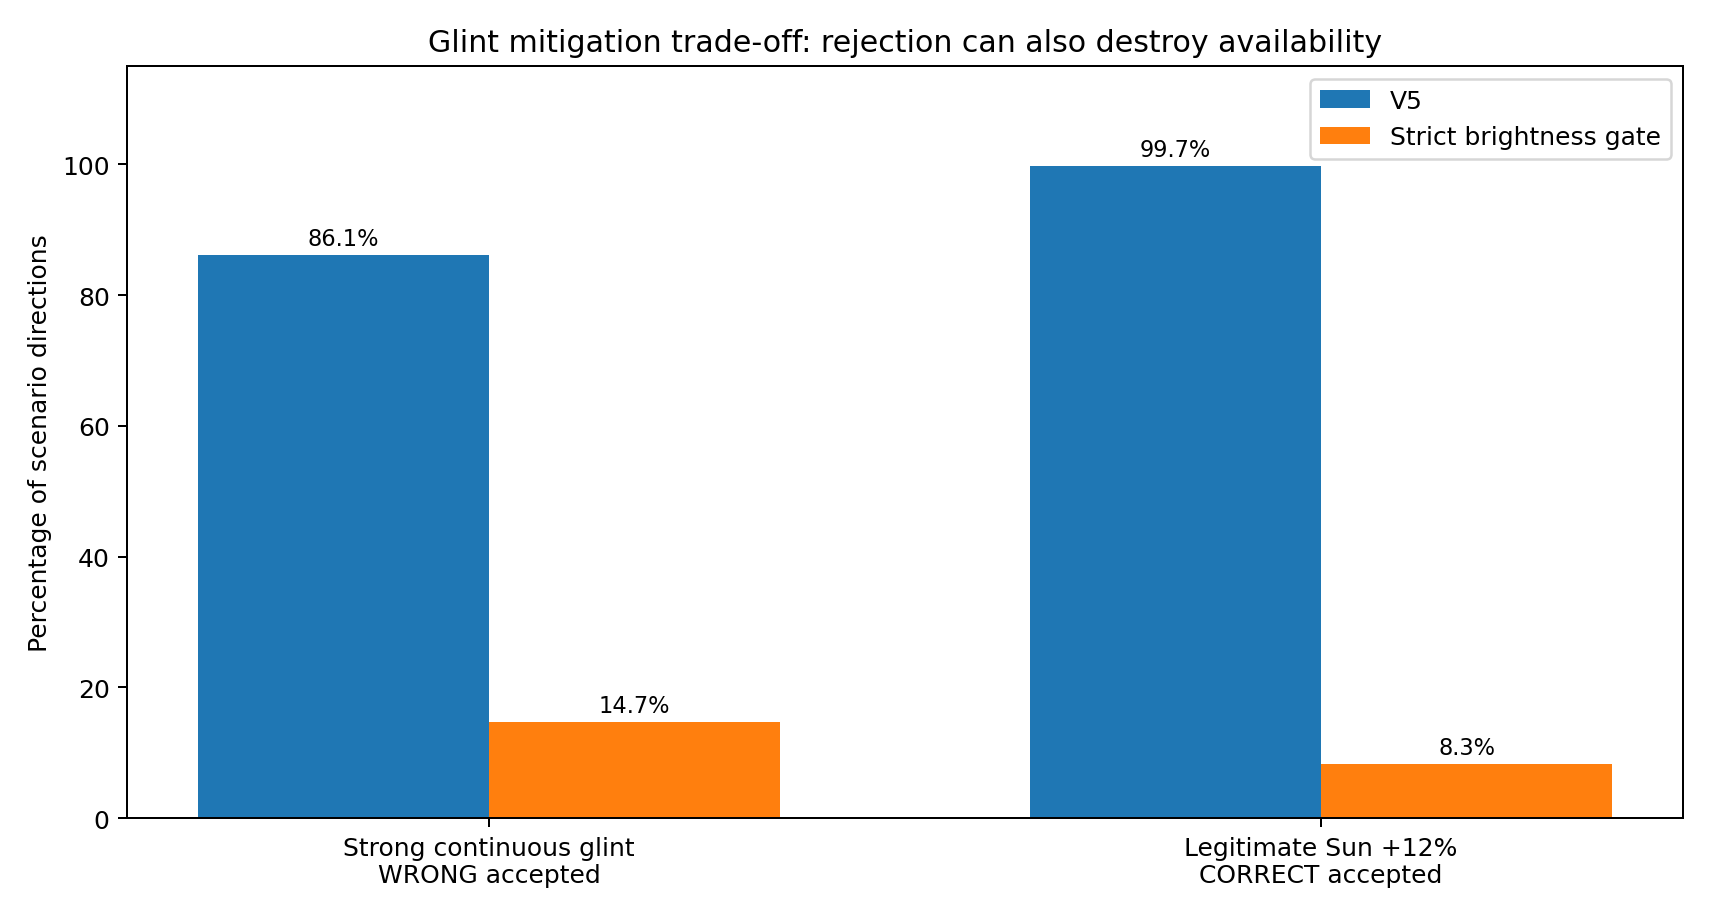 Glint mitigation trade-off: rejection can also destroy availability
V5
Strict brightness gate
Percentage of scenario directions
100
80
60
40
20
0
86.1%
14.7%
99.7%
8.3%
Strong continuous glint
WRONG accepted
Legitimate Sun +12%
CORRECT accepted